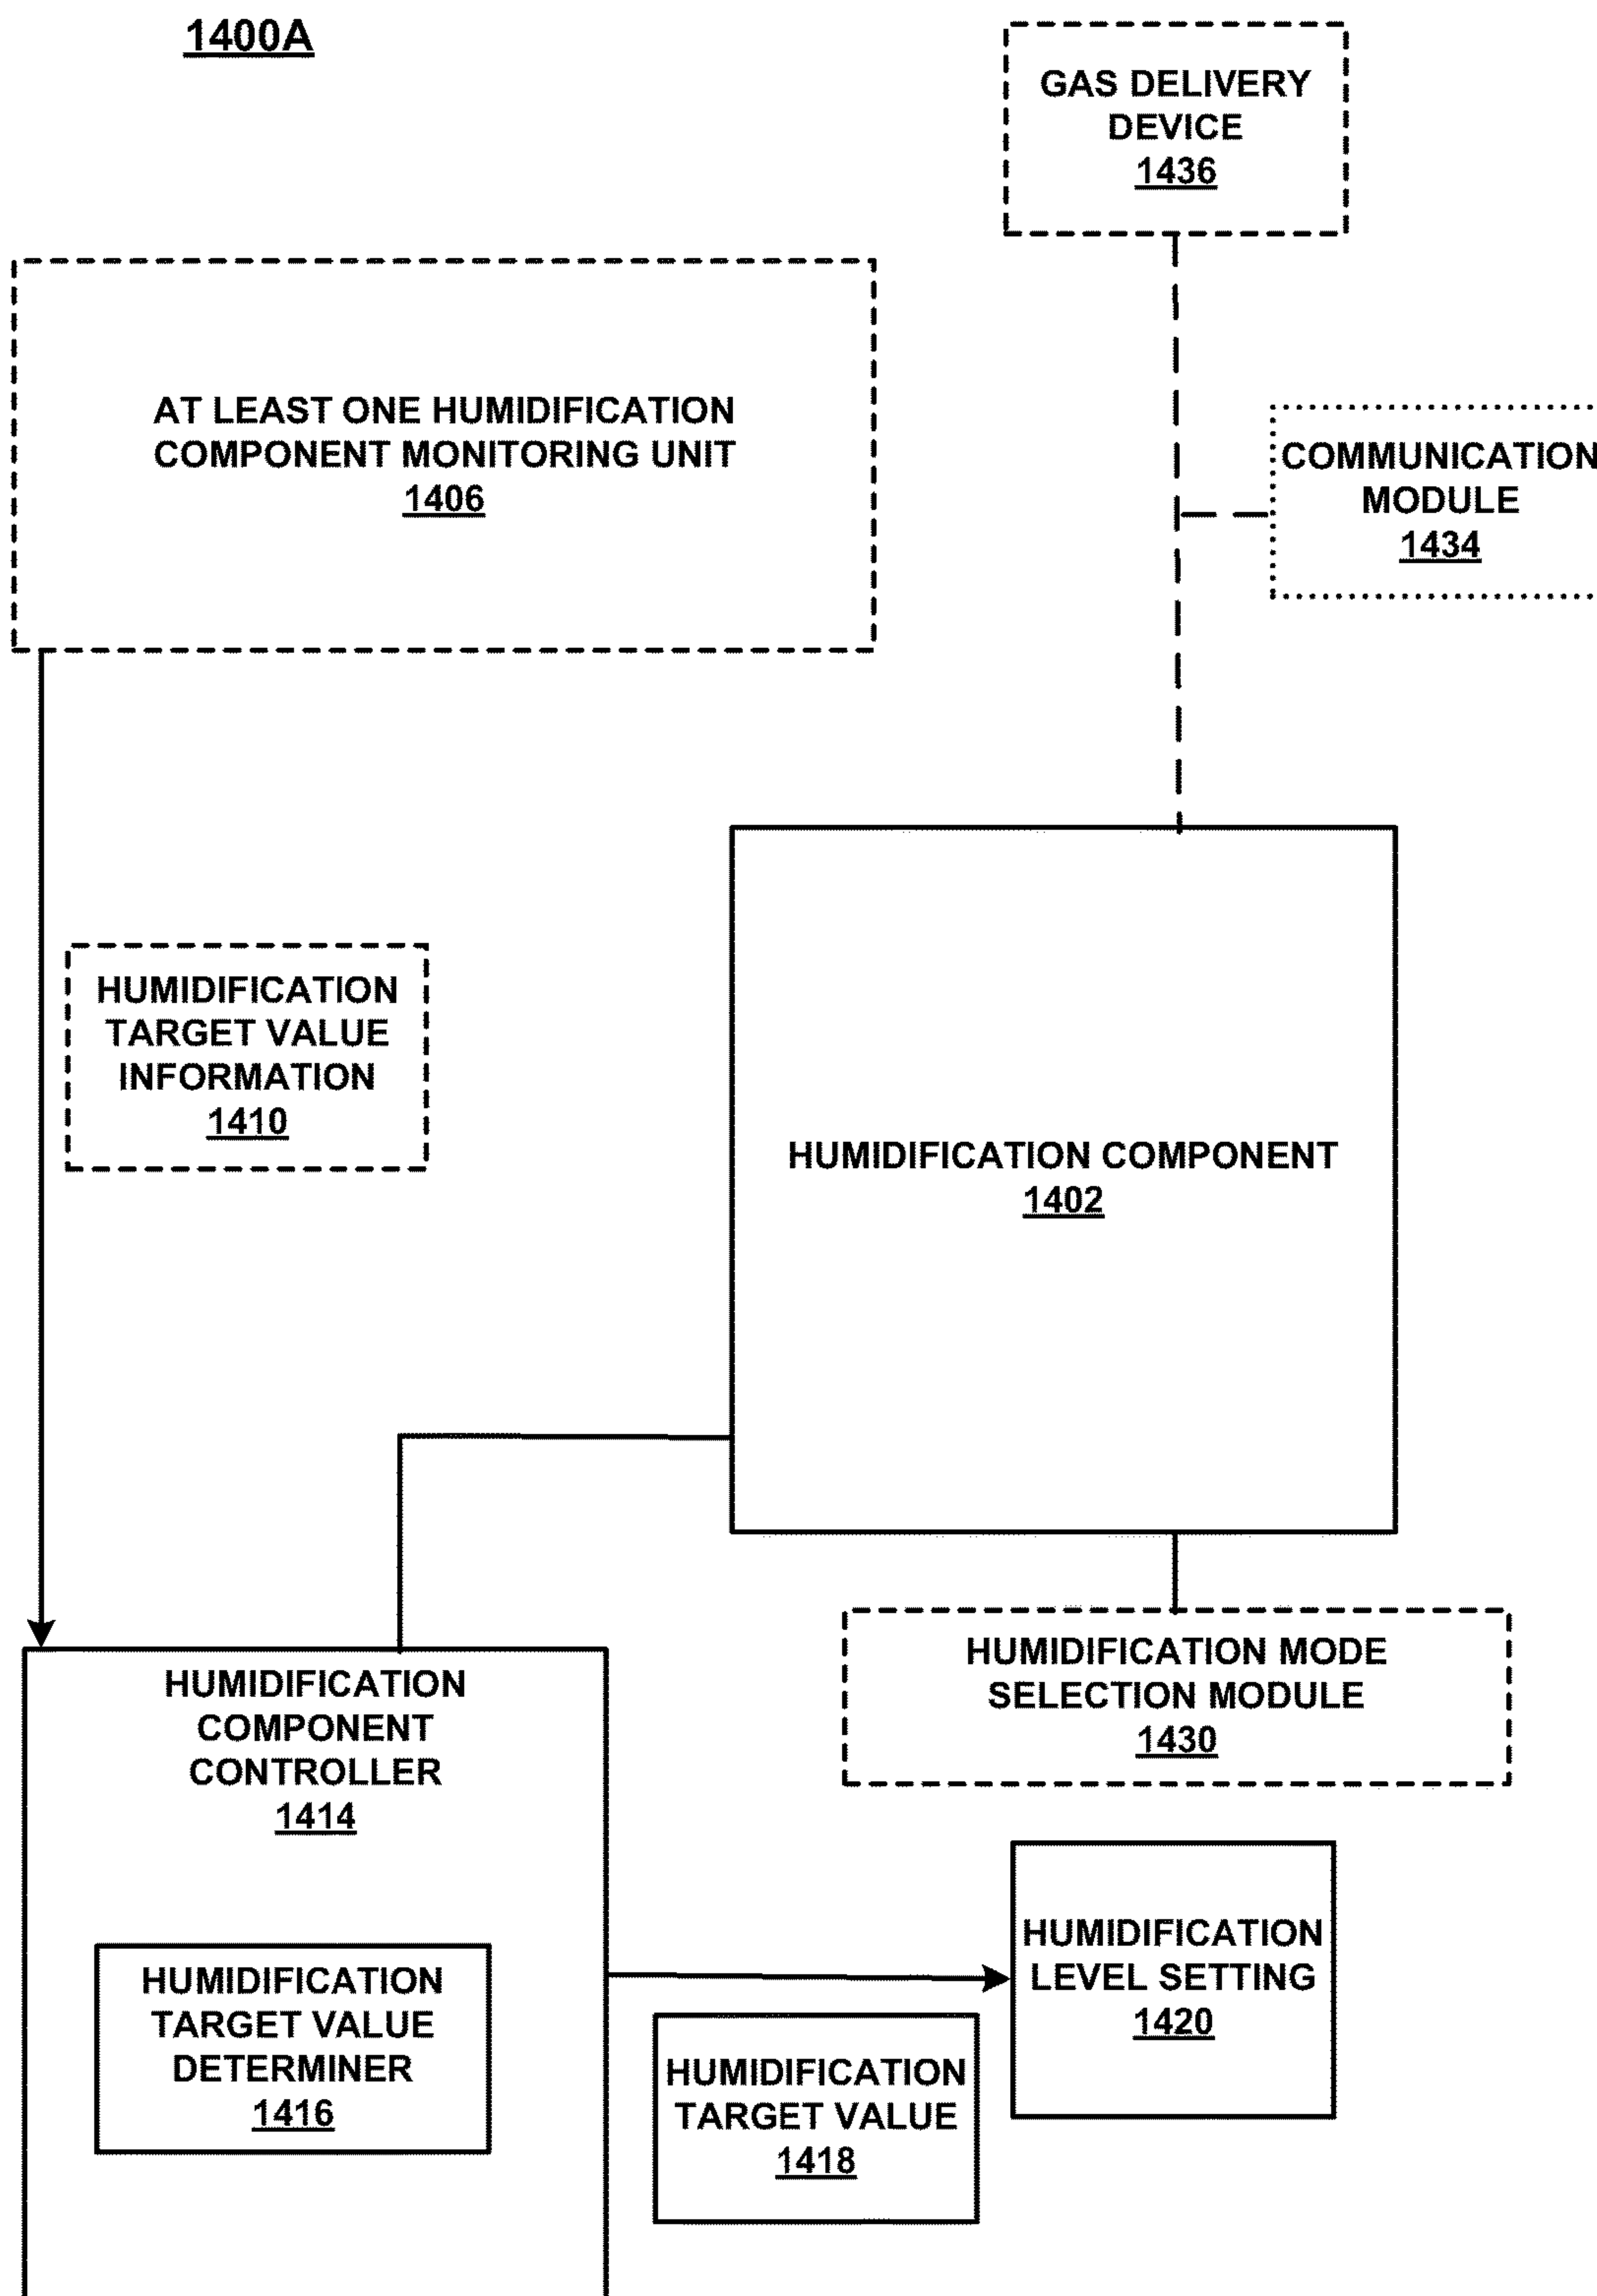 1400A
GAS DELIVERY
DEVICE
1436
AT LEAST ONE HUMIDIFICATION
COMPONENT MONITORING UNIT
1406
COMMUNICATION
MODULE
1434
HUMIDIFICATION
TARGET VALUE
INFORMATION
1410
HUMIDIFICATION COMPONENT
1402
HUMIDIFICATION
COMPONENT
CONTROLLER
1414
HUMIDIFICATION MODE
SELECTION MODULE
1430
HUMIDIFICATION
TARGET VALUE
DETERMINER
1416
HUMIDIFICATION
LEVEL SETTING
1420
HUMIDIFICATION
TARGET VALUE
1418